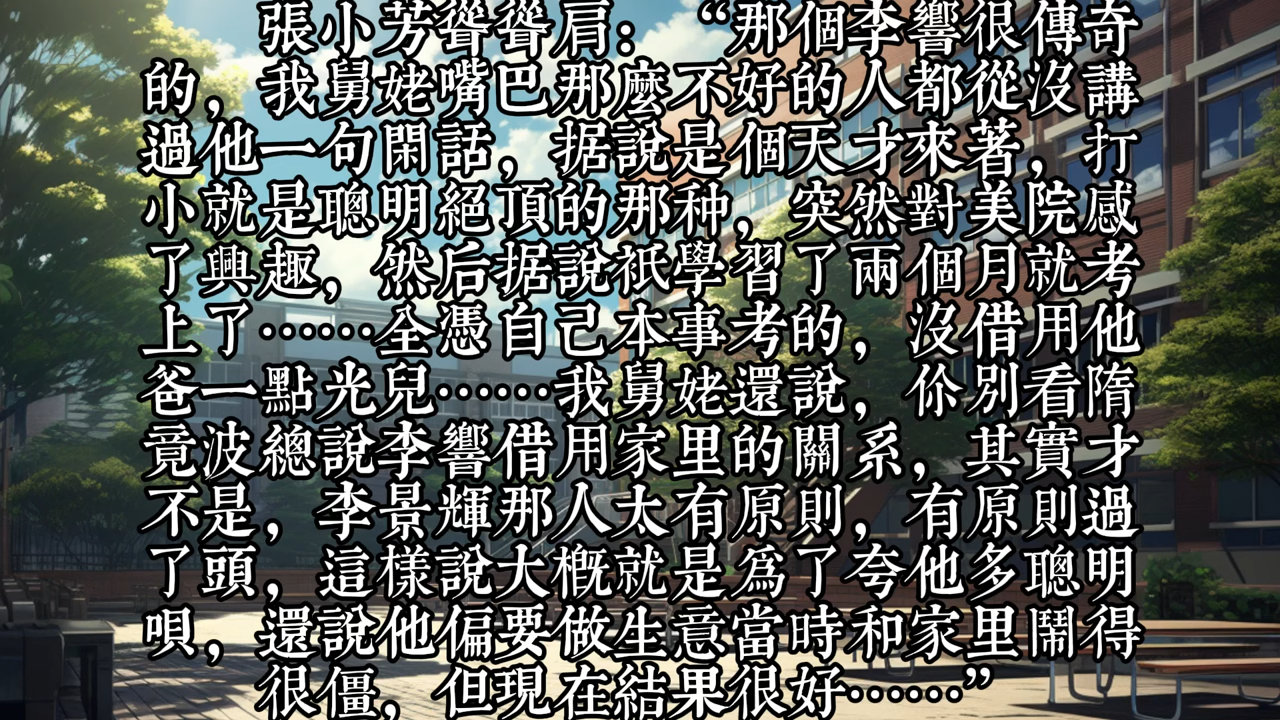 張小芳聳聳肩：“那個李響很傳奇
的，我舅姥嘴巴那麼不好的人都從沒講
過他一句閑話，据說是個天才來著，打
小就是聰明絕頂的那种，突然對美院感
了興趣，然后据說衹學習了兩個月就考
上了……全憑自己本事考的，沒借用他
爸一點光兒……我舅姥還說，伱別看隋
竟波總說李響借用家里的關系，其實才
不是，李景輝那人太有原則，有原則過
了頭，這樣說大概就是為了夸他多聰明
唄，還說他偏要做生意當時和家里鬧得
很僵，但現在結果很好……”